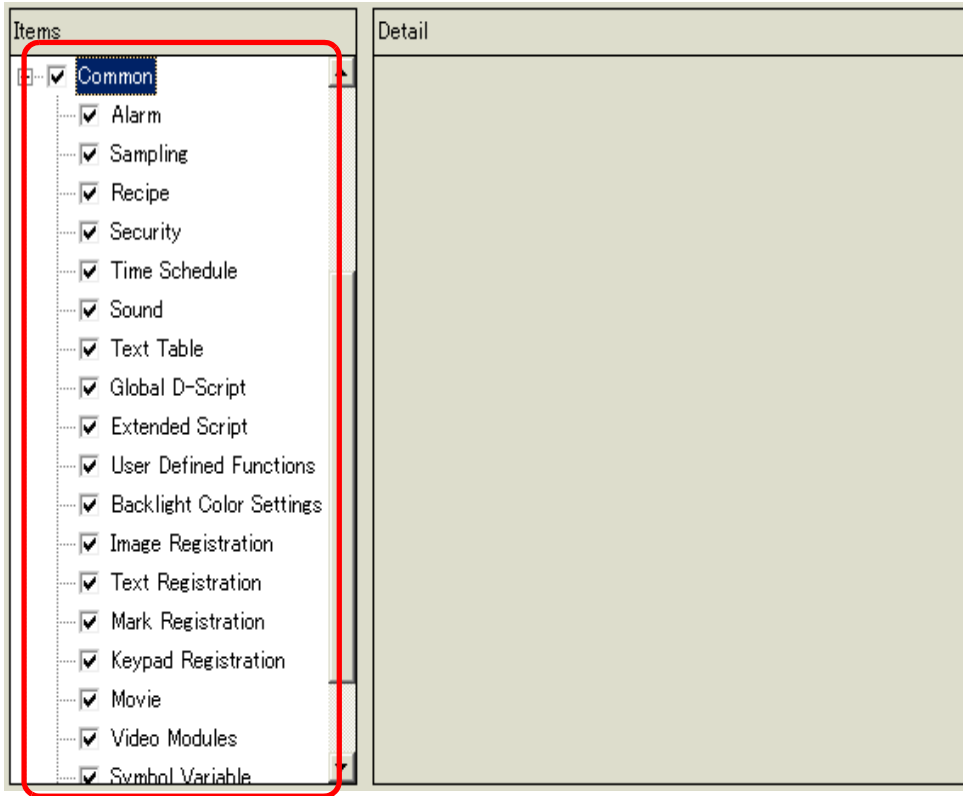 Items
Detail
Common
Alarm
Sampling
Recipe
Security
Time Schedule
Sound
Text Table
Global D-Script
Extended Script
User Defined Functions
Backlight Color Settings
Image Registration
Text Registration
Mark Registration
Keypad Registration
Movie
Video Modules
Symbol Variable